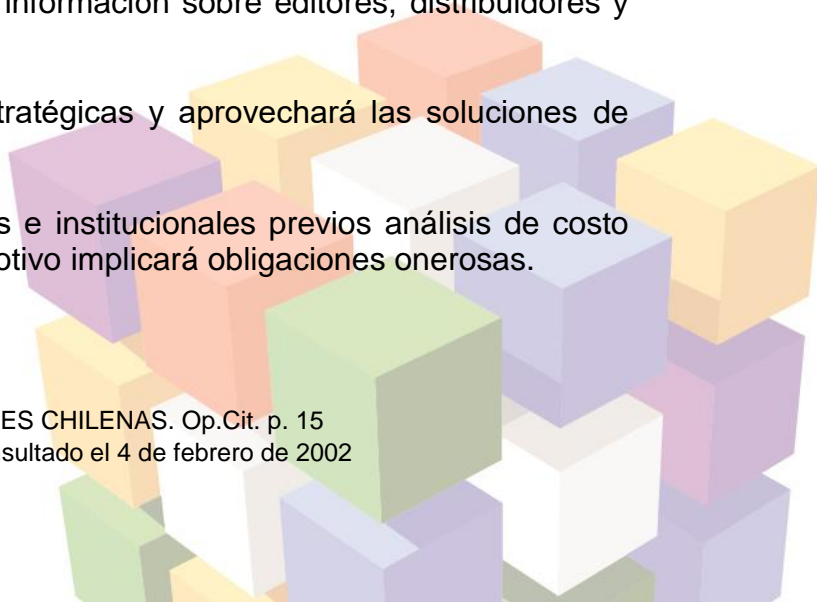 información sobre editores, distribuidores y
tratégicas y aprovechará las soluciones de
s e institucionales previos análisis de costo
otivo implicará obligaciones onerosas.
ES CHILENAS. Op.Cit. p. 15
sultado el 4 de febrero de 2002